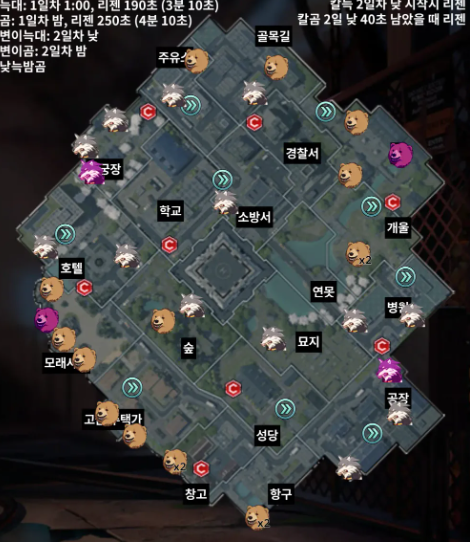 늑대: 1일차 1:00, 리젠 190초 (3분 10초)
곰: 1일차 밤, 리젠 250초 (4분 10초)
변이늑대: 2일차 낮
변이곰: 2일차 밤
낮늑밤곰
칼늑 2일차 낮 시작시 리젠
칼곰 2일 낮 40초 남았을 때 리젠
골목길
주유
경찰서
궁장
학교
소방서
개울
호텔
연못
병원
모래
숲
묘지
공장
고
택가
성당
창고
항구
x2
x2
x2
C
C
C
C
C
C
C
C